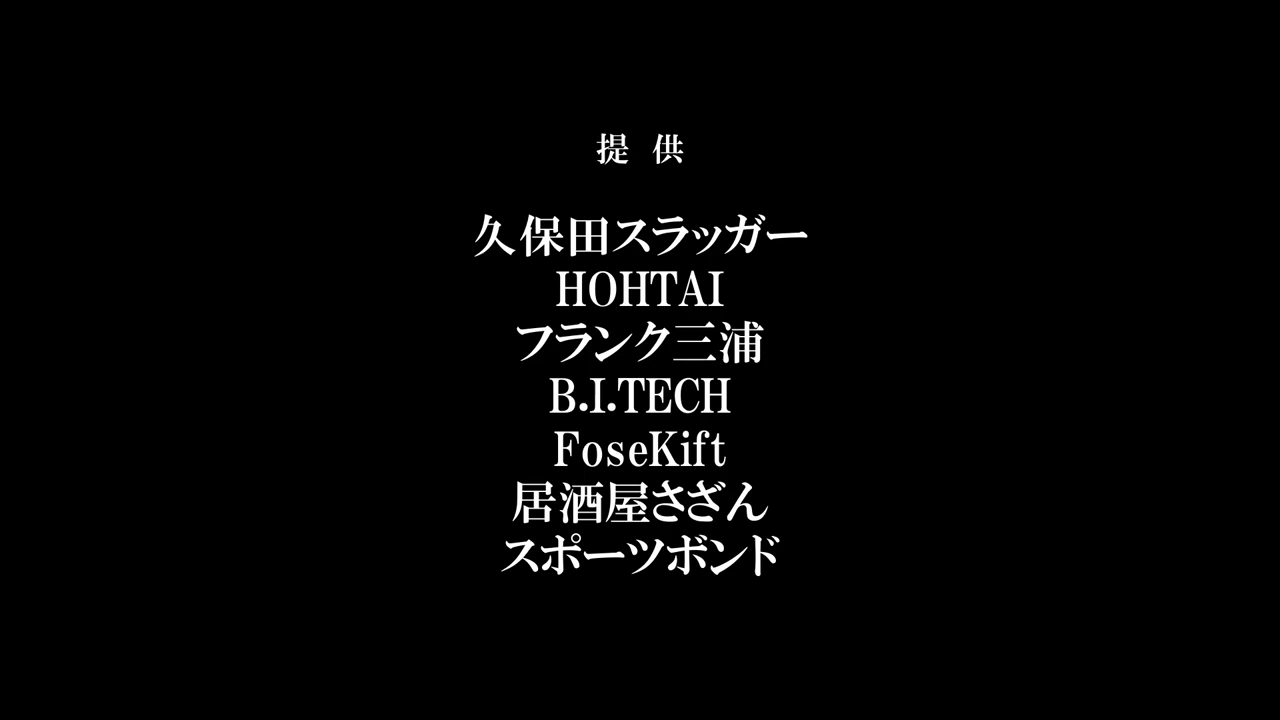 提 供
久保田スラッガー
HOHTAI
フランク三浦
B.I.TECH
FoseKift
居酒屋さざん
スポーツボンド